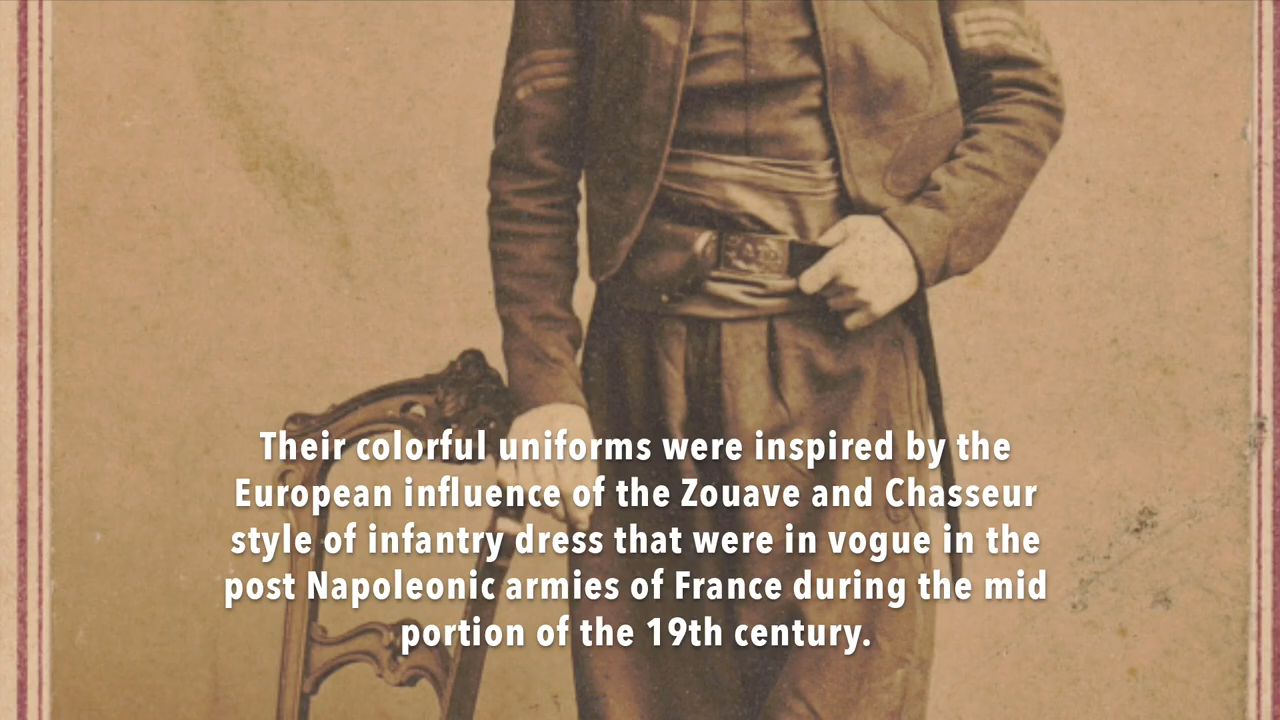 Their colorful uniforms were inspired by the
European influence of the Zouave and Chasseur
style of infantry dress that were in vogue in the
post Napoleonic armies of France during the mid
portion of the 19th century.